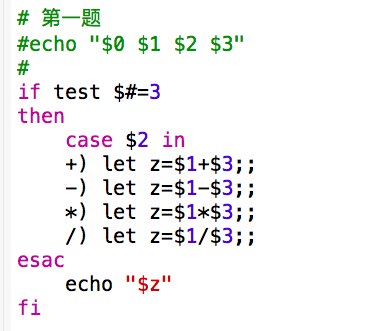 # 第一题
#echo "$0 $1 $2 $3"
#
if test $#=3
then
    case $2 in
    +) let z=$1+$3;;
    -) let z=$1-$3;;
    *) let z=$1*$3;;
    /) let z=$1/$3;;
esac
    echo "$z"
fi